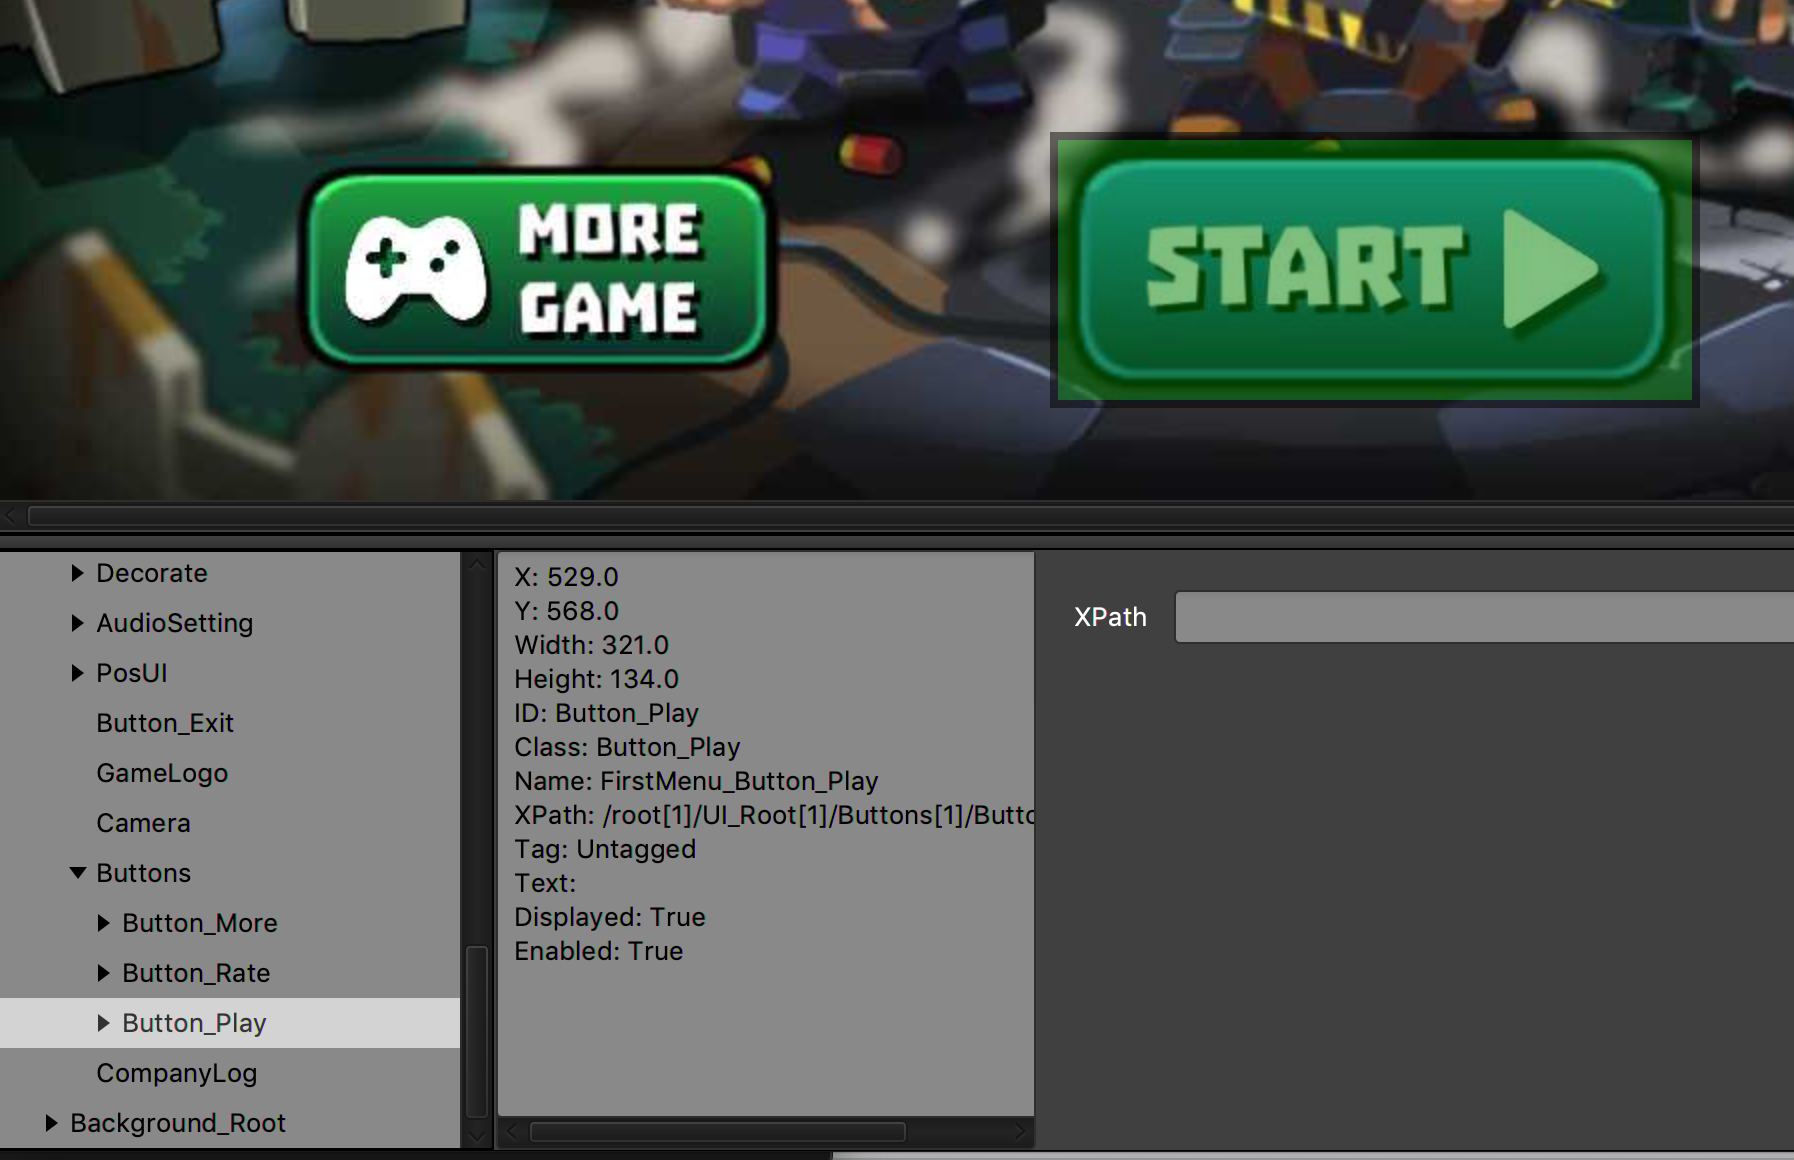 MORE
GAME
START
Decorate
AudioSetting
PosUI
Button_Exit
GameLogo
Camera
Buttons
Button_More
Button_Rate
Button_Play
CompanyLog
Background_Root
X: 529.0
Y: 568.0
Width: 321.0
Height: 134.0
ID: Button_Play
Class: Button_Play
Name: FirstMenu_Button_Play
XPath: /root[1]/UI_Root[1]/Buttons[1]/Butto
Tag: Untagged
Text:
Displayed: True
Enabled: True
XPath